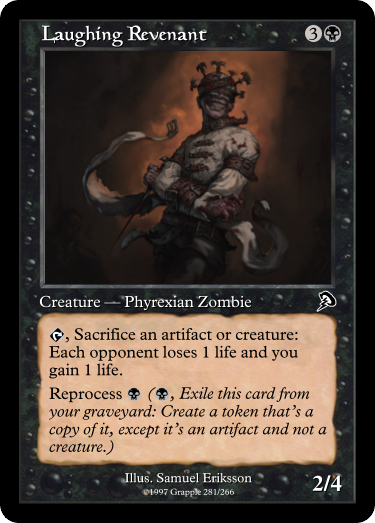 Laughing Revenant 3
Creature — Phyrexian Zombie
, Sacrifice an artifact or creature:
Each opponent loses 1 life and you
gain 1 life.
Reprocess (, Exile this card from
your graveyard: Create a token that's a
copy of it, except it's an artifact and not a
creature.)
Illus. Samuel Eriksson
©1997 Grapple 281/266
2/4